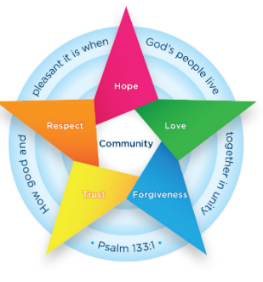 How good and
pleasant it is when
God's people live
together in unity
• Psalm 133:1 •
Hope
Respect
Love
Community
Trust
Forgiveness